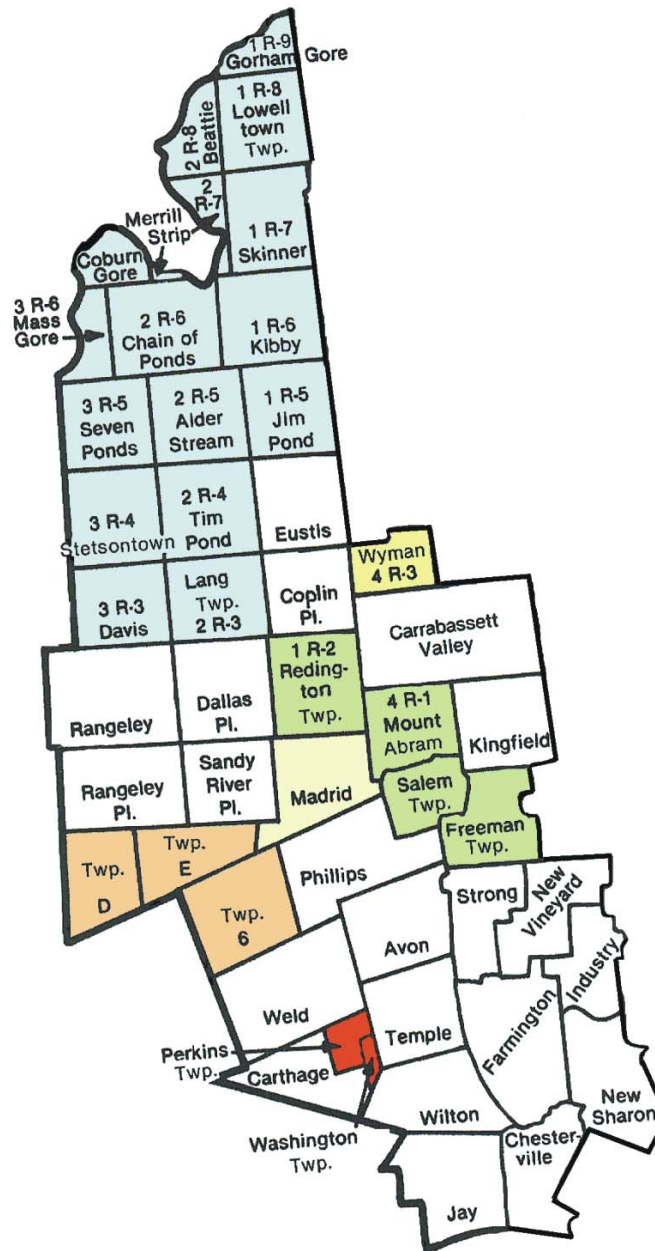 1 R-9
Gorham Gore
1 R-8
Lowell
town
Twp.
2 R-8
Beattie
2
R-7
Merrill
Strip
1 R-7
Skinner
Coburn
Gore
3 R-6
Mass
Gore
2 R-6
Chain of
Ponds
1 R-6
Kibby
3 R-5
Seven
Ponds
2 R-5
Alder
Stream
1 R-5
Jim
Pond
3 R-4
Stetsontown
2 R-4
Tim
Pond
Eustis
Wyman
4 R-3
3 R-3
Davis
Lang
Twp.
2 R-3
Coplin
Pl.
Carrabassett
Valley
Rangeley
Dallas
Pl.
1 R-2
Reding-
ton
Twp.
4 R-1
Mount
Abram
Kingfield
Rangeley
Pl.
Sandy
River
Pl.
Madrid
Salem
Twp.
Freeman
Twp.
Twp.
D
Twp.
E
Twp.
6
Phillips
Strong
New
Vineyard
Avon
Industry
Weld
Temple
Farmington
Perkins
Twp.
Carthage
Wilton
New
Sharon
Washington
Twp.
Chester-
ville
Jay